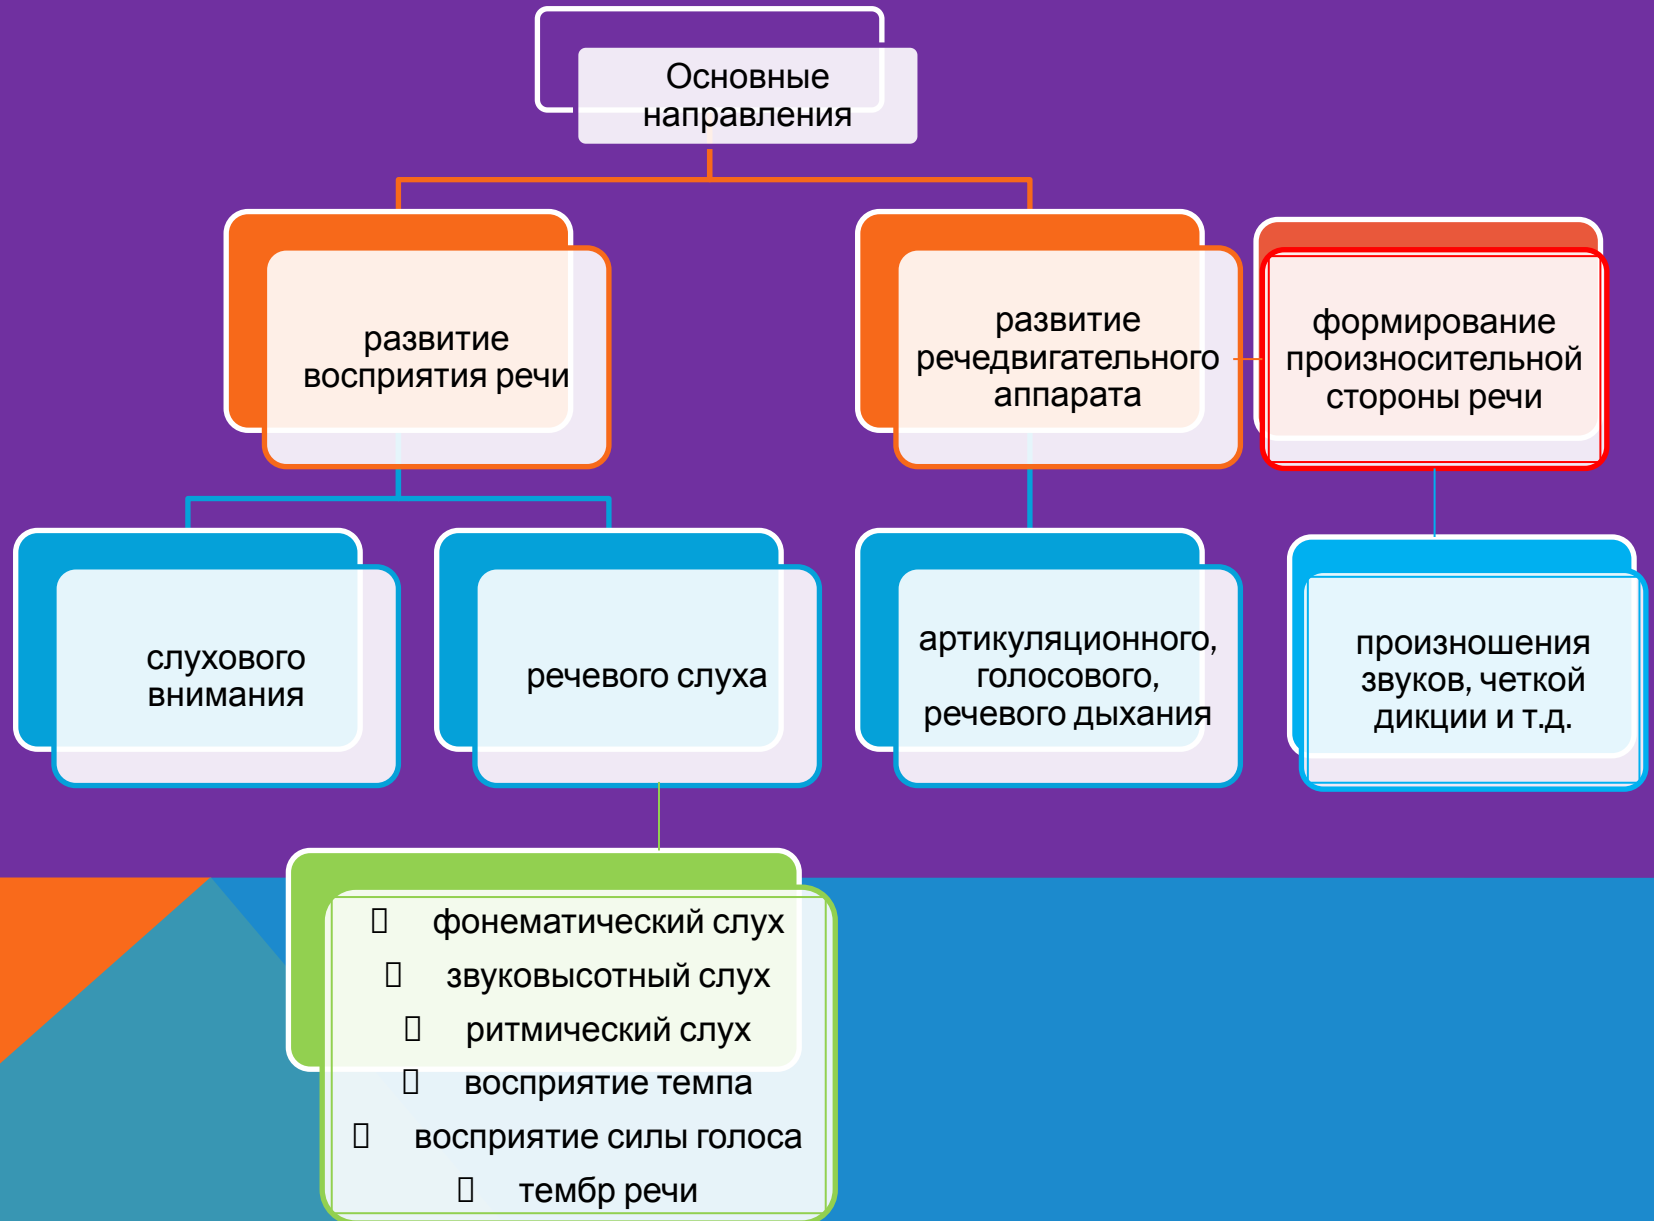 Основные
направления
развитие
восприятия речи
развитие
речедвигательного
аппарата
формирование
произносительной
стороны речи
слухового
внимания
речевого слуха
артикуляционного,
голосового,
речевого дыхания
произношения
звуков, четкой
дикции и т.д.
фонематический слух
звуковысотный слух
ритмический слух
восприятие темпа
восприятие силы голоса
тембр речи